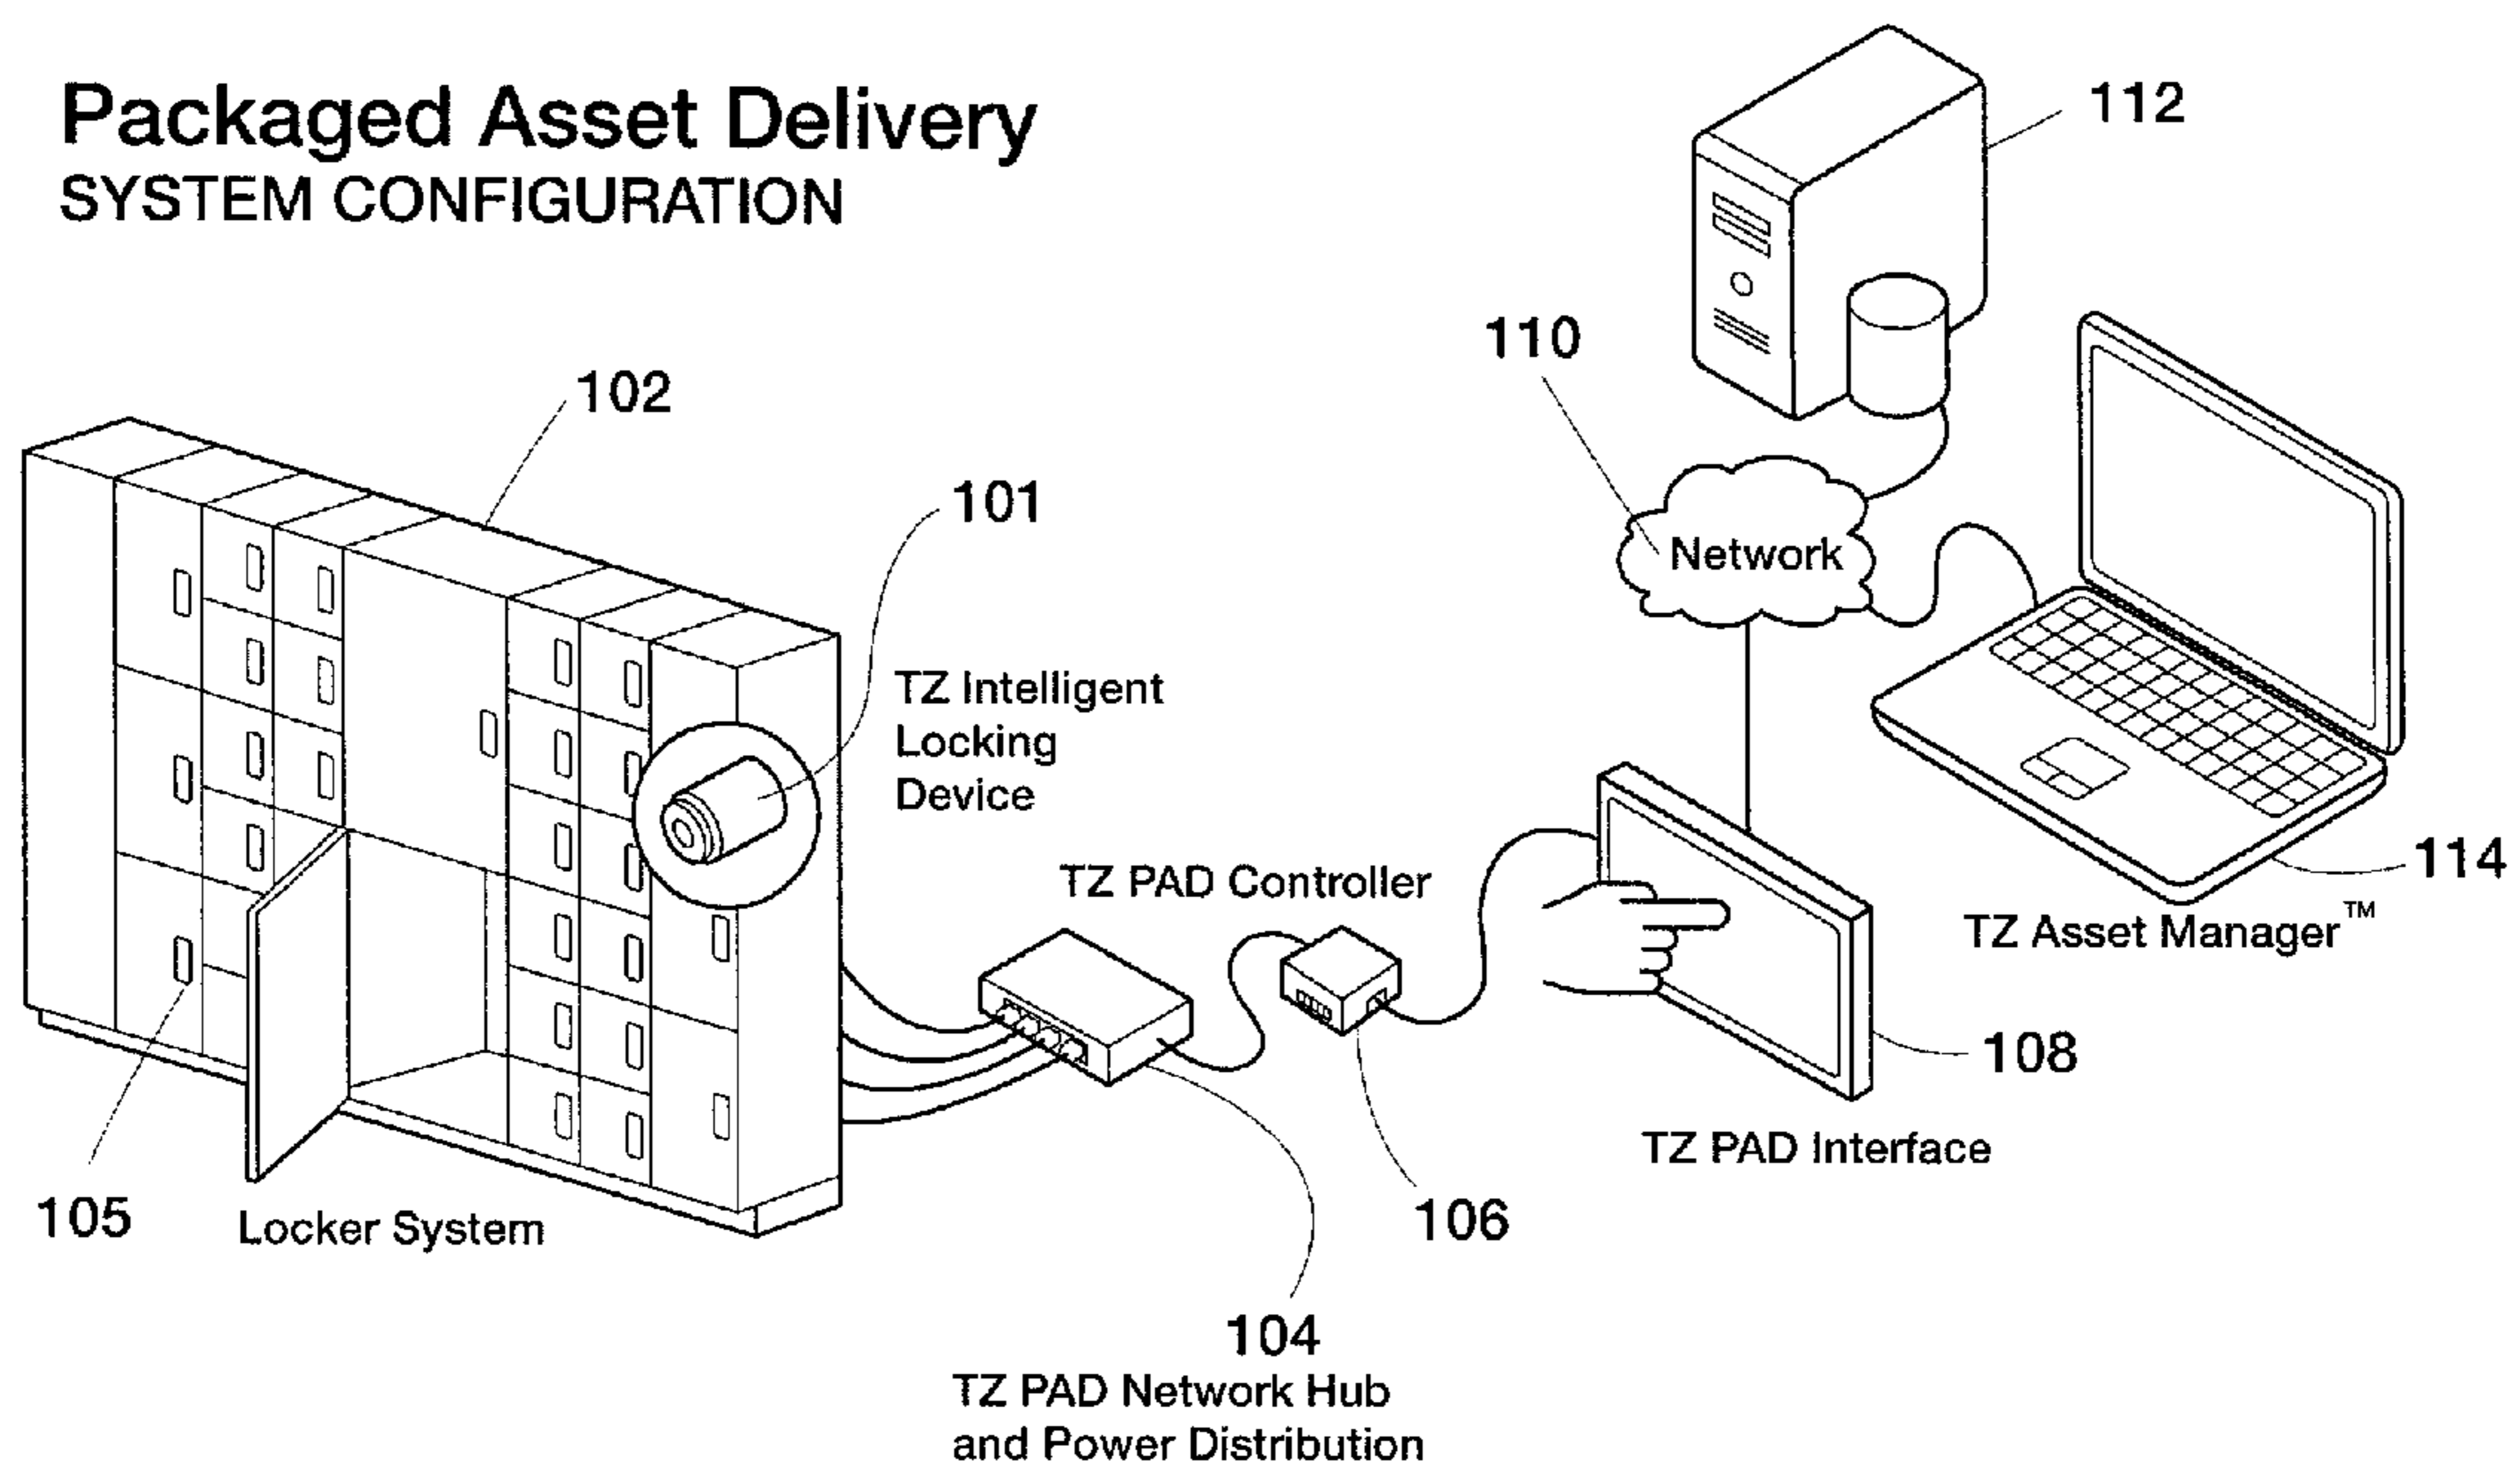 Packaged Asset Delivery
SYSTEM CONFIGURATION
112
110
102
101
Network
TZ Intelligent
Locking
Device
114
TZ PAD Controller
TZ Asset Manager™
108
TZ PAD Interface
105
Locker System
106
104
TZ PAD Network Hub
and Power Distribution